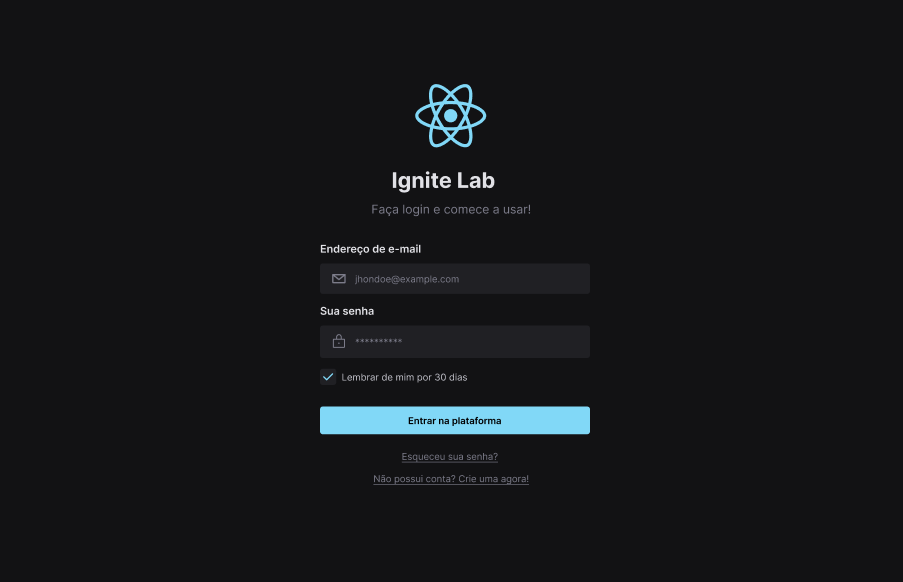 Ignite Lab
Faça login e comece a usar!
Endereço de e-mail
jhondoe@example.com
Sua senha
**********
Lembrar de mim por 30 dias
Entrar na plataforma
Esqueceu sua senha?
Não possui conta? Crie uma agora!